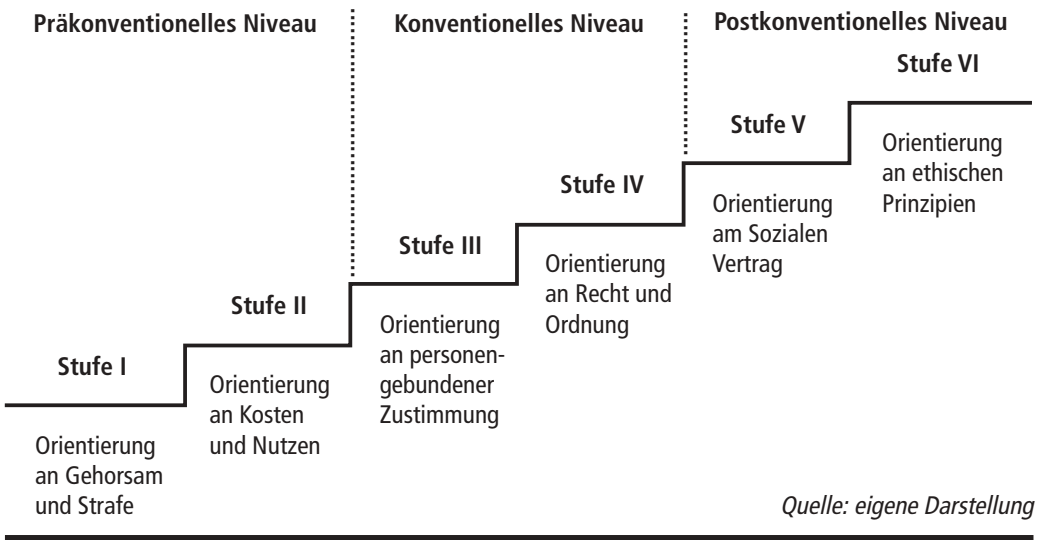 Präkonventionelles Niveau
Konventionelles Niveau
Postkonventionelles Niveau
Stufe I
Orientierung
an Gehorsam
und Strafe
Stufe II
Orientierung
an Kosten
und Nutzen
Stufe III
Orientierung
an personen-
gebundener
Zustimmung
Stufe IV
Orientierung
an Recht und
Ordnung
Stufe V
Orientierung
am Sozialen
Vertrag
Stufe VI
Orientierung
an ethischen
Prinzipien
Quelle: eigene Darstellung